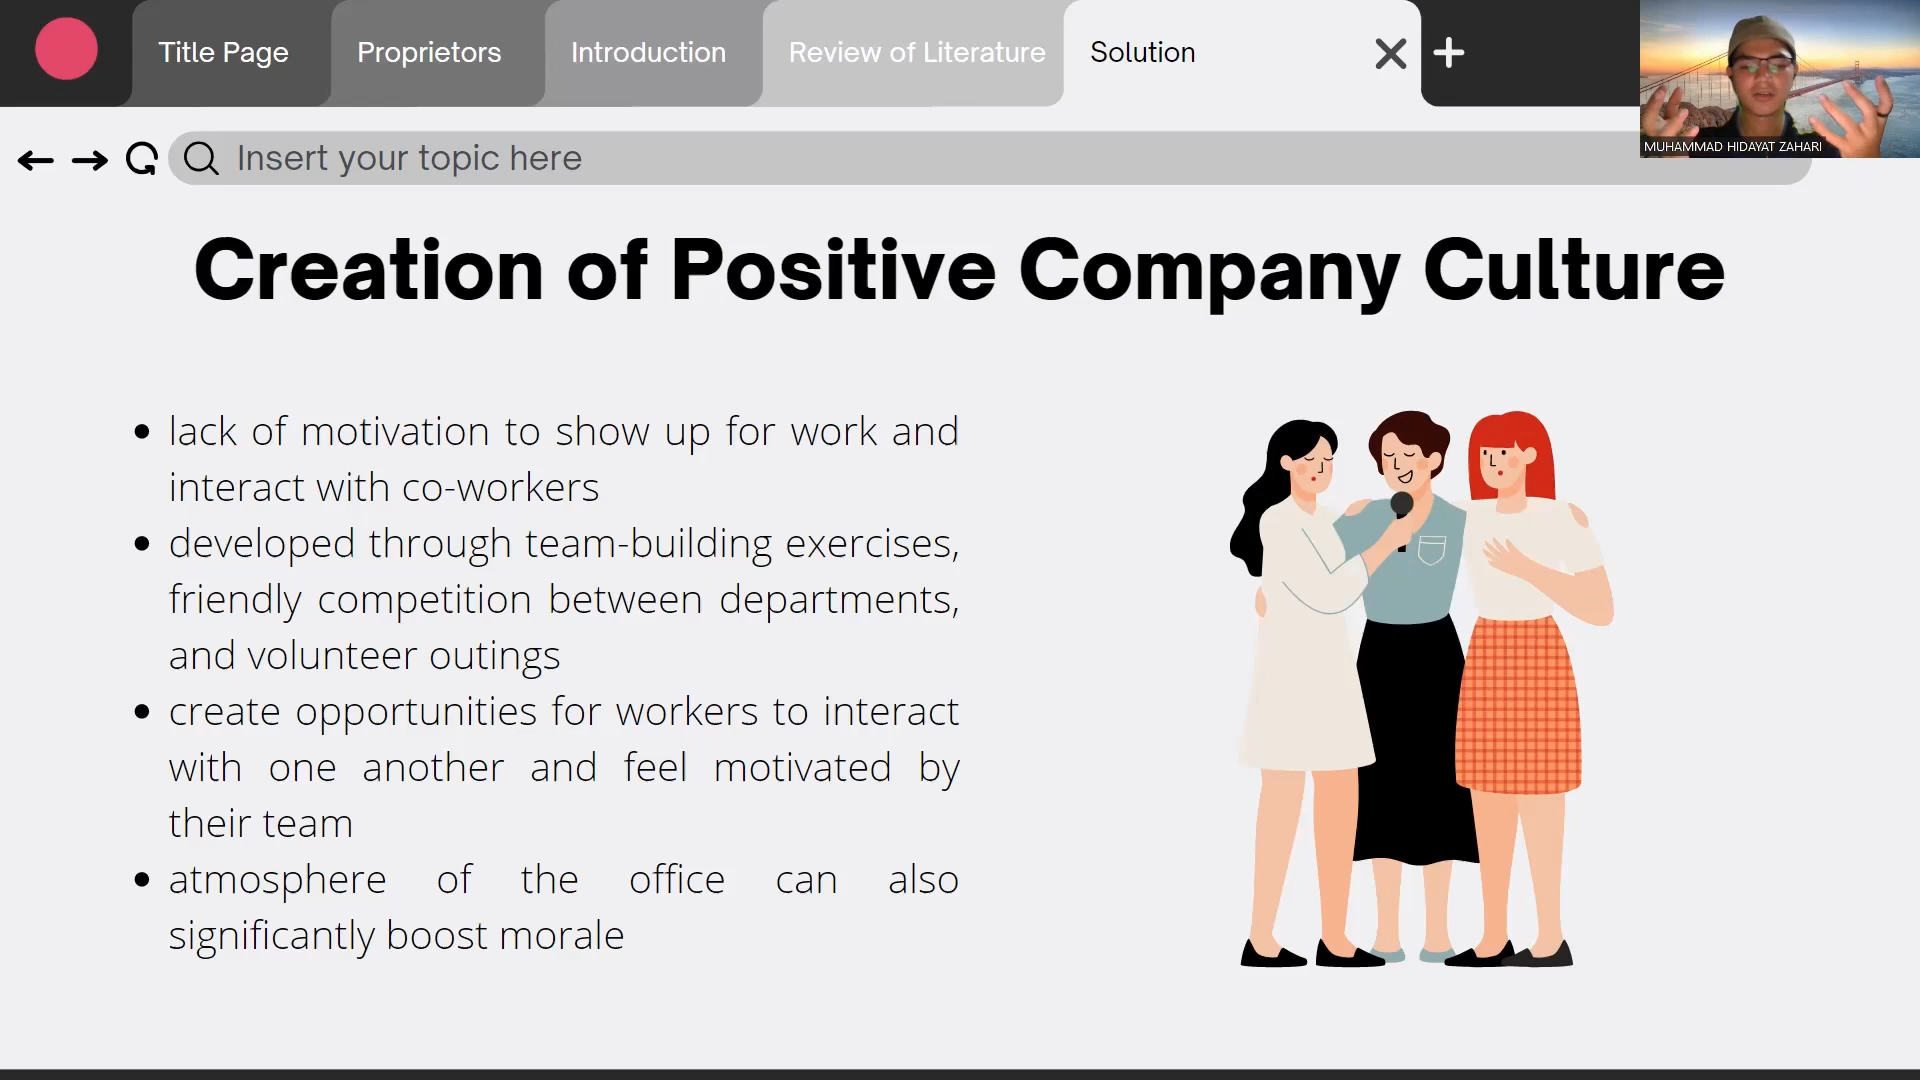 Title Page
Proprietors
Introduction
Review of Literature
Solution
MUHAMMAD HIDAYAT ZAHARI
Insert your topic here
Creation of Positive Company Culture
lack of motivation to show up for work and
interact with co-workers
developed through team-building exercises,
friendly competition between departments,
and volunteer outings
create opportunities for workers to interact
with one another and feel motivated by
their team
atmosphere of the office can also
significantly boost morale